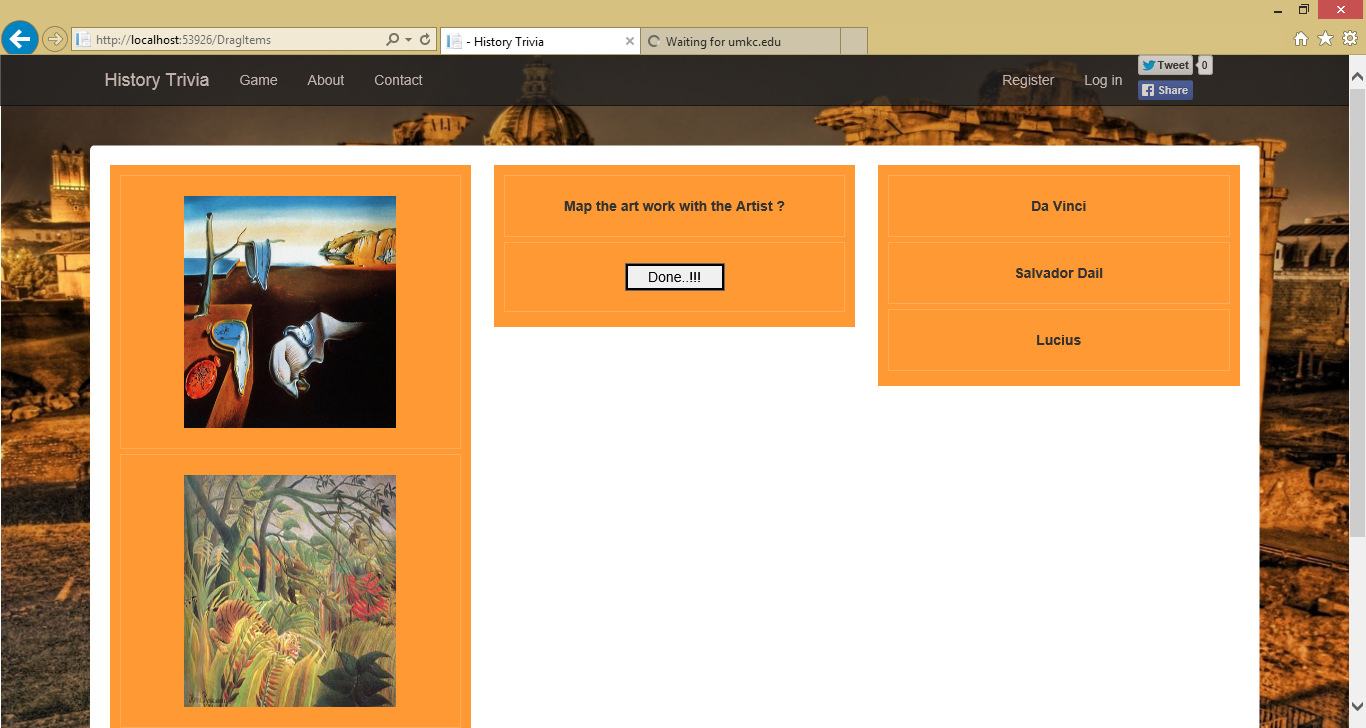 http://localhost:53926/DragItems
- History Trivia
Waiting for umkc.edu
History Trivia
Game
About
Contact
Register
Log in
Tweet
0
Share
Map the art work with the Artist ?
Done..!!!
Da Vinci
Salvador Dail
Lucius